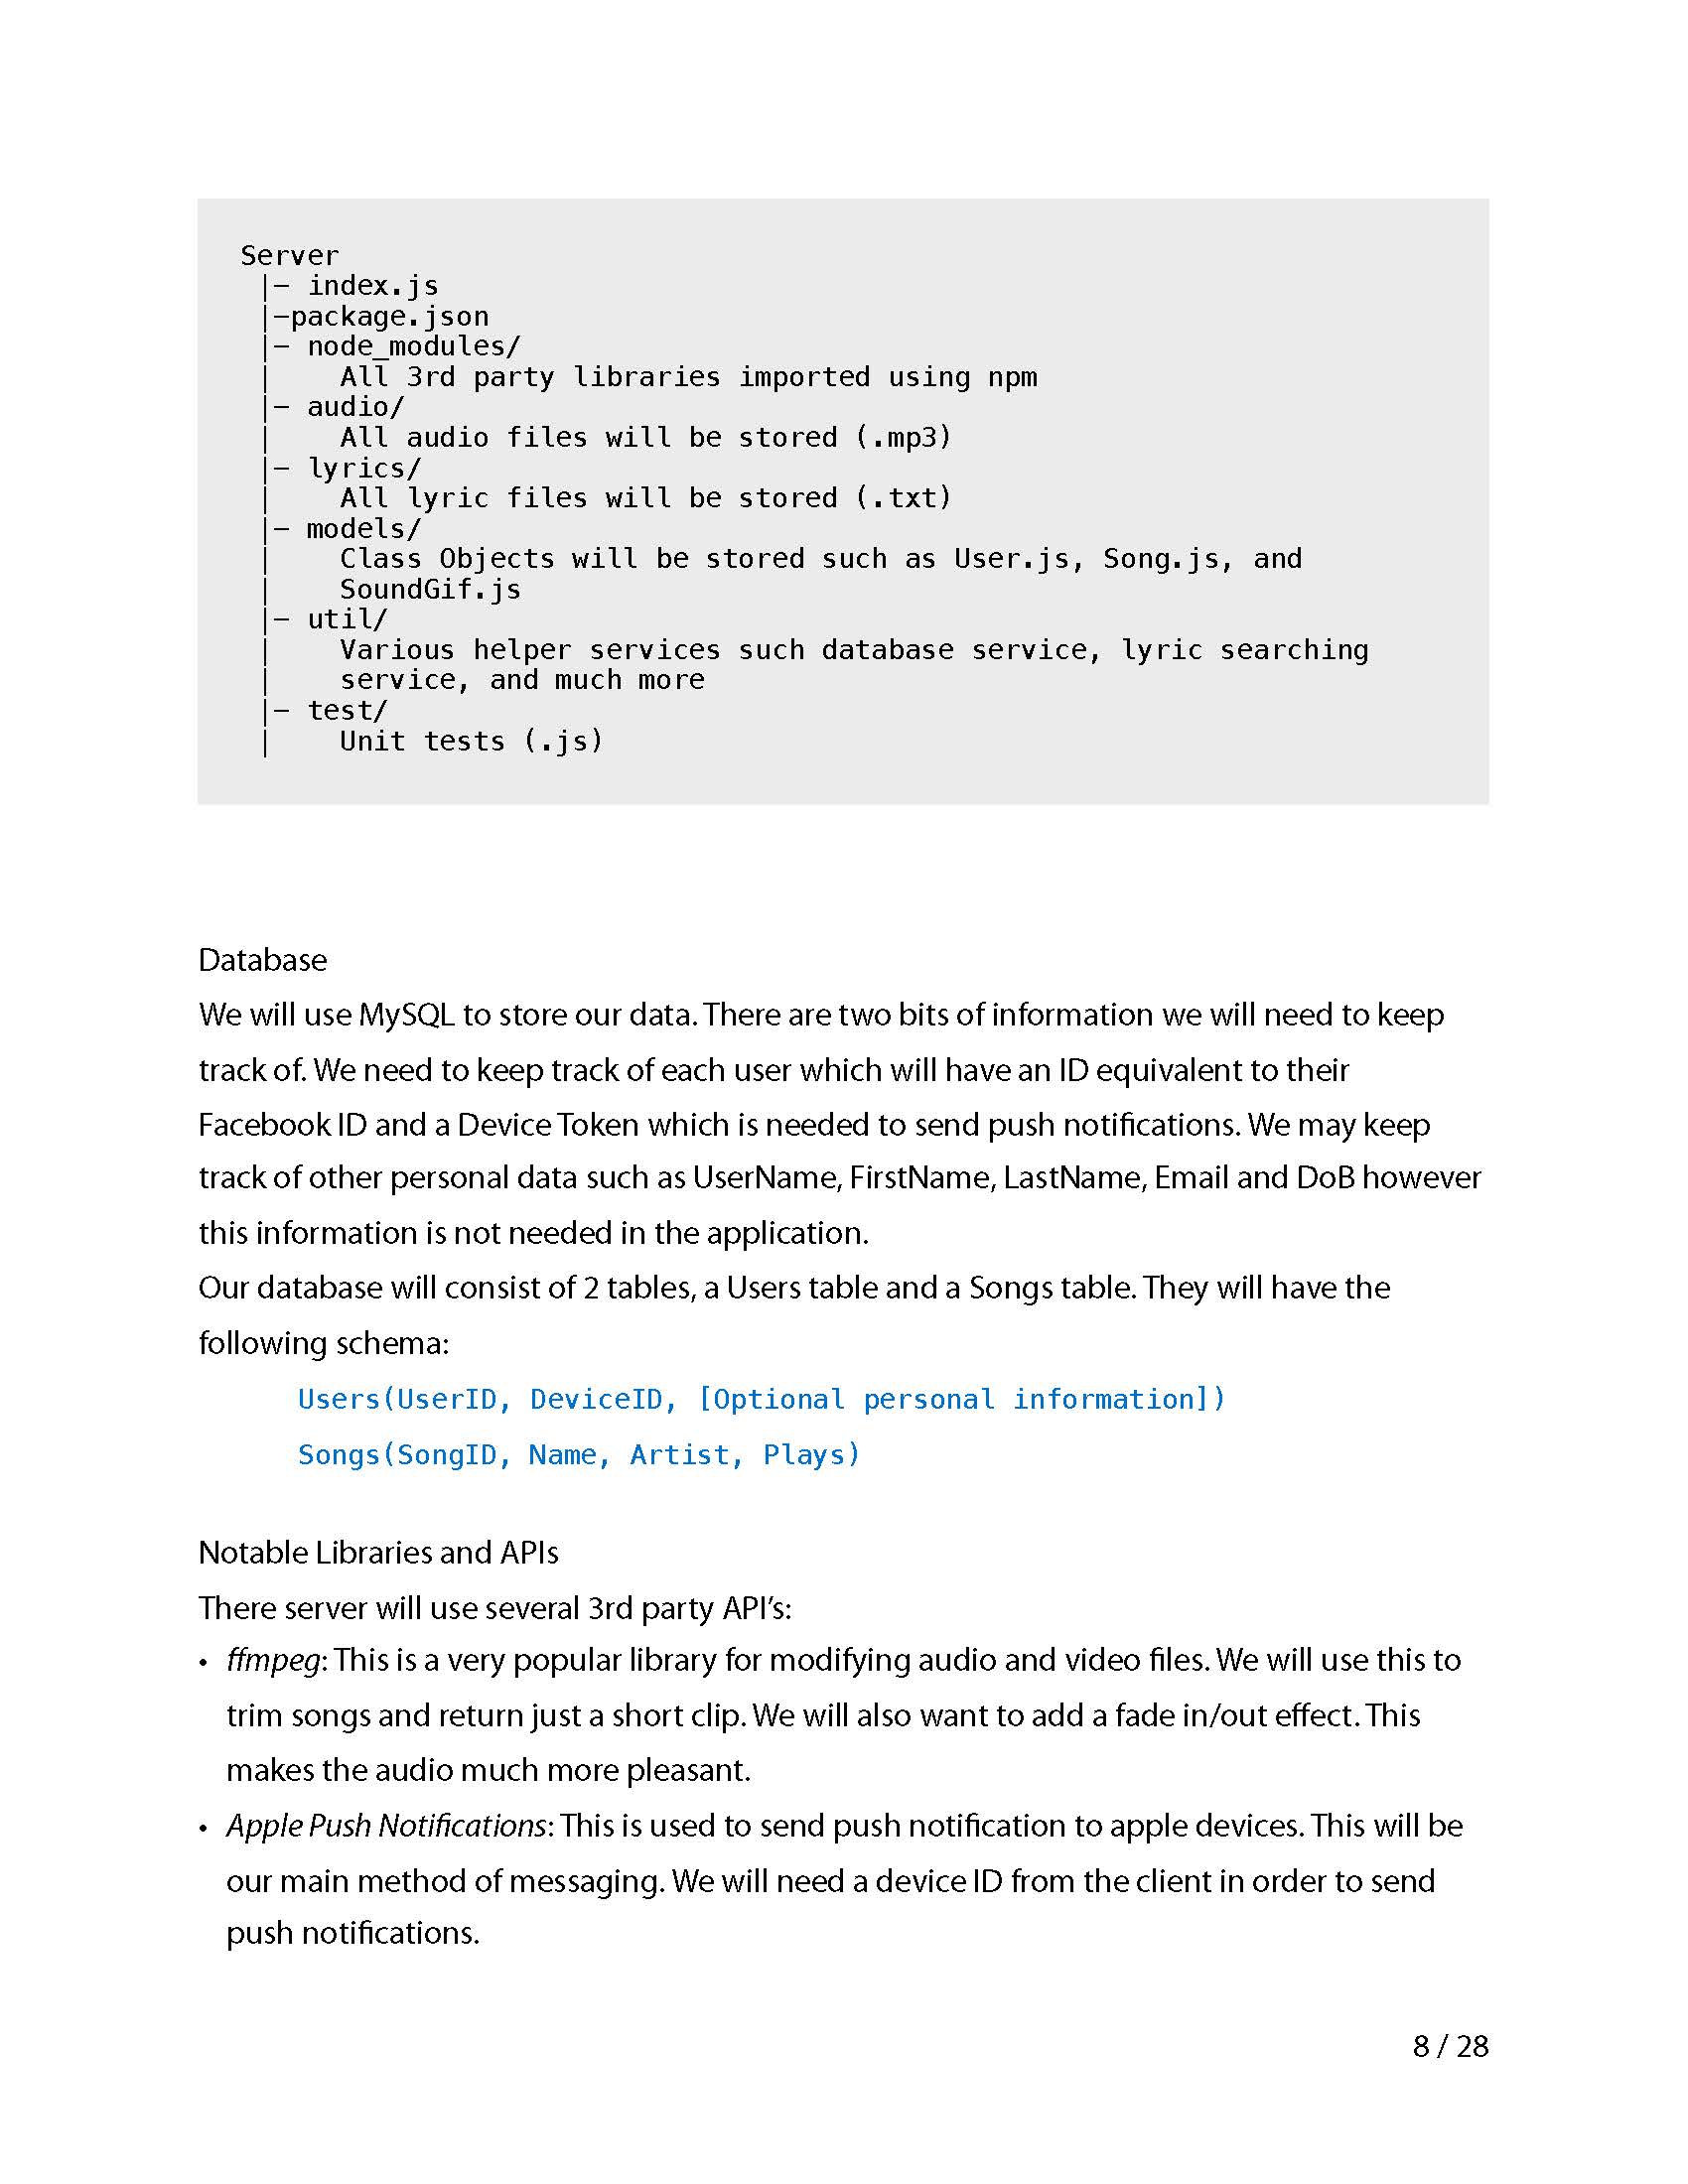 Server
|– index.js
|–package.json
|– node_modules/
|    All 3rd party libraries imported using npm
|– audio/
|    All audio files will be stored (.mp3)
|– lyrics/
|    All lyric files will be stored (.txt)
|– models/
|    Class Objects will be stored such as User.js, Song.js, and
|    SoundGif.js
|– util/
|    Various helper services such database service, lyric searching
|    service, and much more
|– test/
|    Unit tests (.js)
Database
We will use MySQL to store our data. There are two bits of information we will need to keep
track of. We need to keep track of each user which will have an ID equivalent to their
Facebook ID and a Device Token which is needed to send push notifications. We may keep
track of other personal data such as UserName, FirstName, LastName, Email and DoB however
this information is not needed in the application.
Our database will consist of 2 tables, a Users table and a Songs table. They will have the
following schema:
Users(UserID, DeviceID, [Optional personal information])
Songs(SongID, Name, Artist, Plays)
Notable Libraries and APIs
There server will use several 3rd party API’s:
• ffmpeg: This is a very popular library for modifying audio and video files. We will use this to
trim songs and return just a short clip. We will also want to add a fade in/out effect. This
makes the audio much more pleasant.
• Apple Push Notifications: This is used to send push notification to apple devices. This will be
our main method of messaging. We will need a device ID from the client in order to send
push notifications.
8 / 28